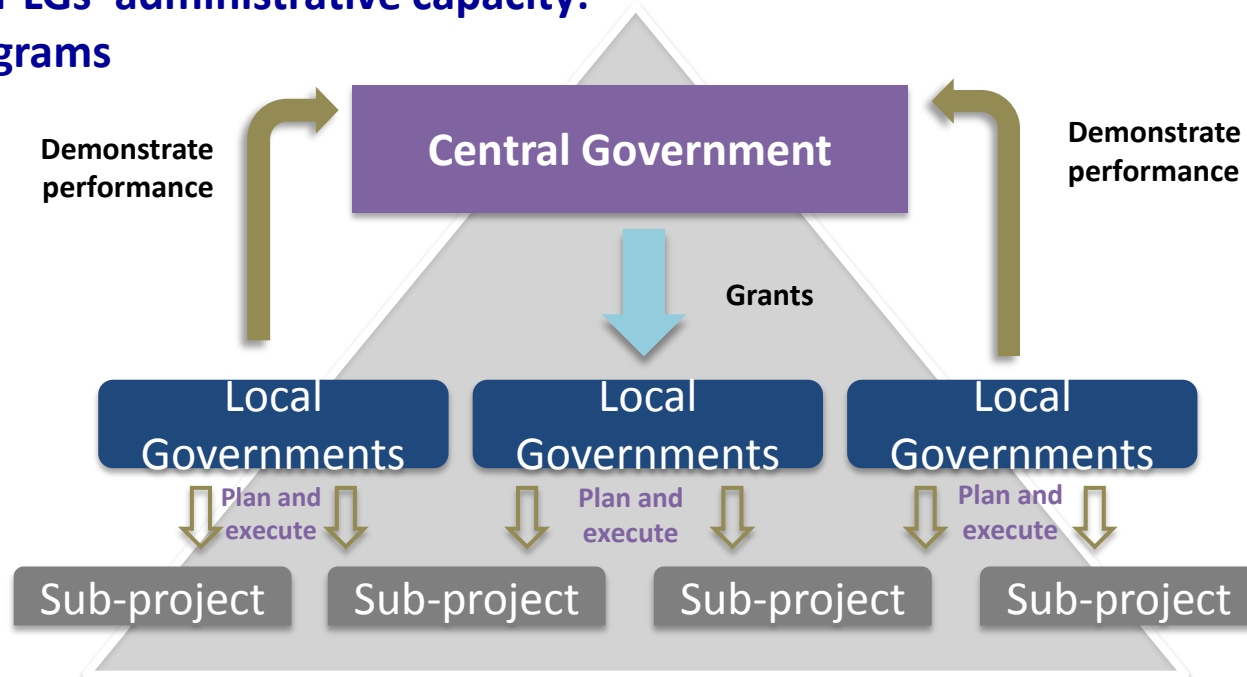 LGs' administrative capacity:
grams
Demonstrate
performance
Central Government
Demonstrate
performance
Grants
Local
Governments
Local
Governments
Local
Governments
Plan and
execute
Plan and
execute
Plan and
execute
Sub-project
Sub-project
Sub-project
Sub-project